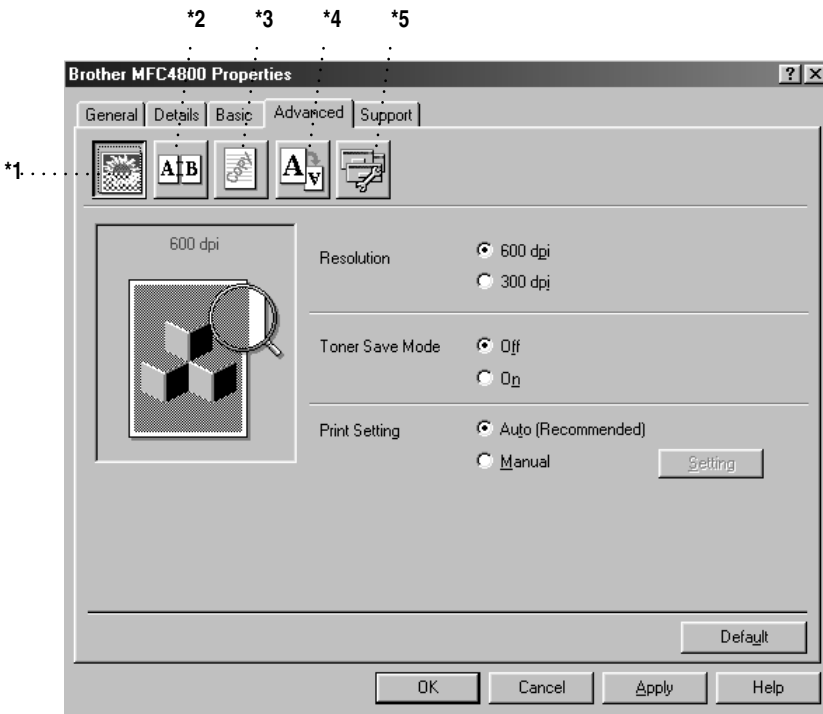 *2 *3 *4 *5
Brother MFC4800 Properties
General Details Basic Advanced Support
*1
A B COPY A A
600 dpi
Resolution
600 dpi
300 dpi
Toner Save Mode
Off
On
Print Setting
Auto (Recommended)
Manual
Setting
Default
OK Cancel Apply Help